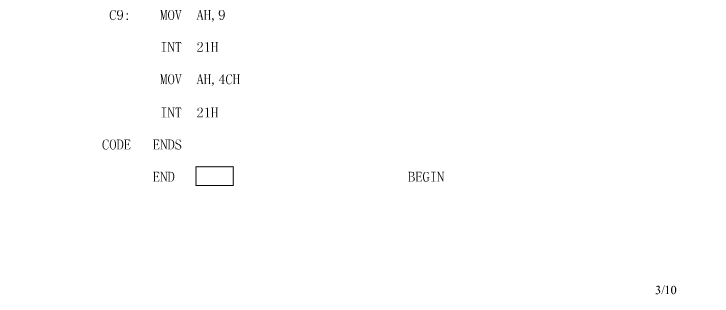 C9: MOV AH,9
INT 21H
MOV AH,4CH
INT 21H
CODE ENDS
END BEGIN
3/10